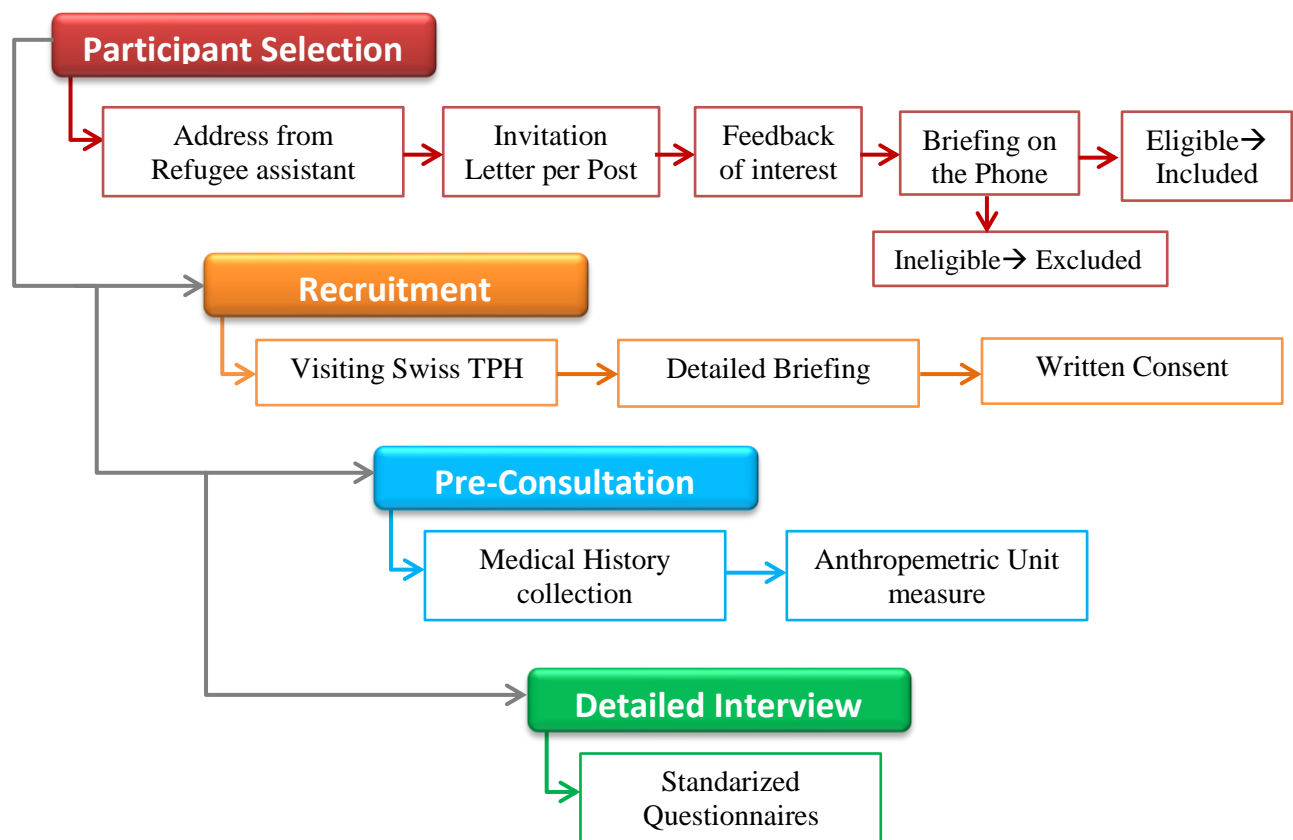 Participant Selection
Address from
Refugee assistant
Invitation
Letter per Post
Feedback
of interest
Briefing on
the Phone
Eligible→
Included
Ineligible→ Excluded
Recruitment
Visiting Swiss TPH
Detailed Briefing
Written Consent
Pre-Consultation
Medical History
collection
Anthropemetric Unit
measure
Detailed Interview
Standarized
Questionnaires